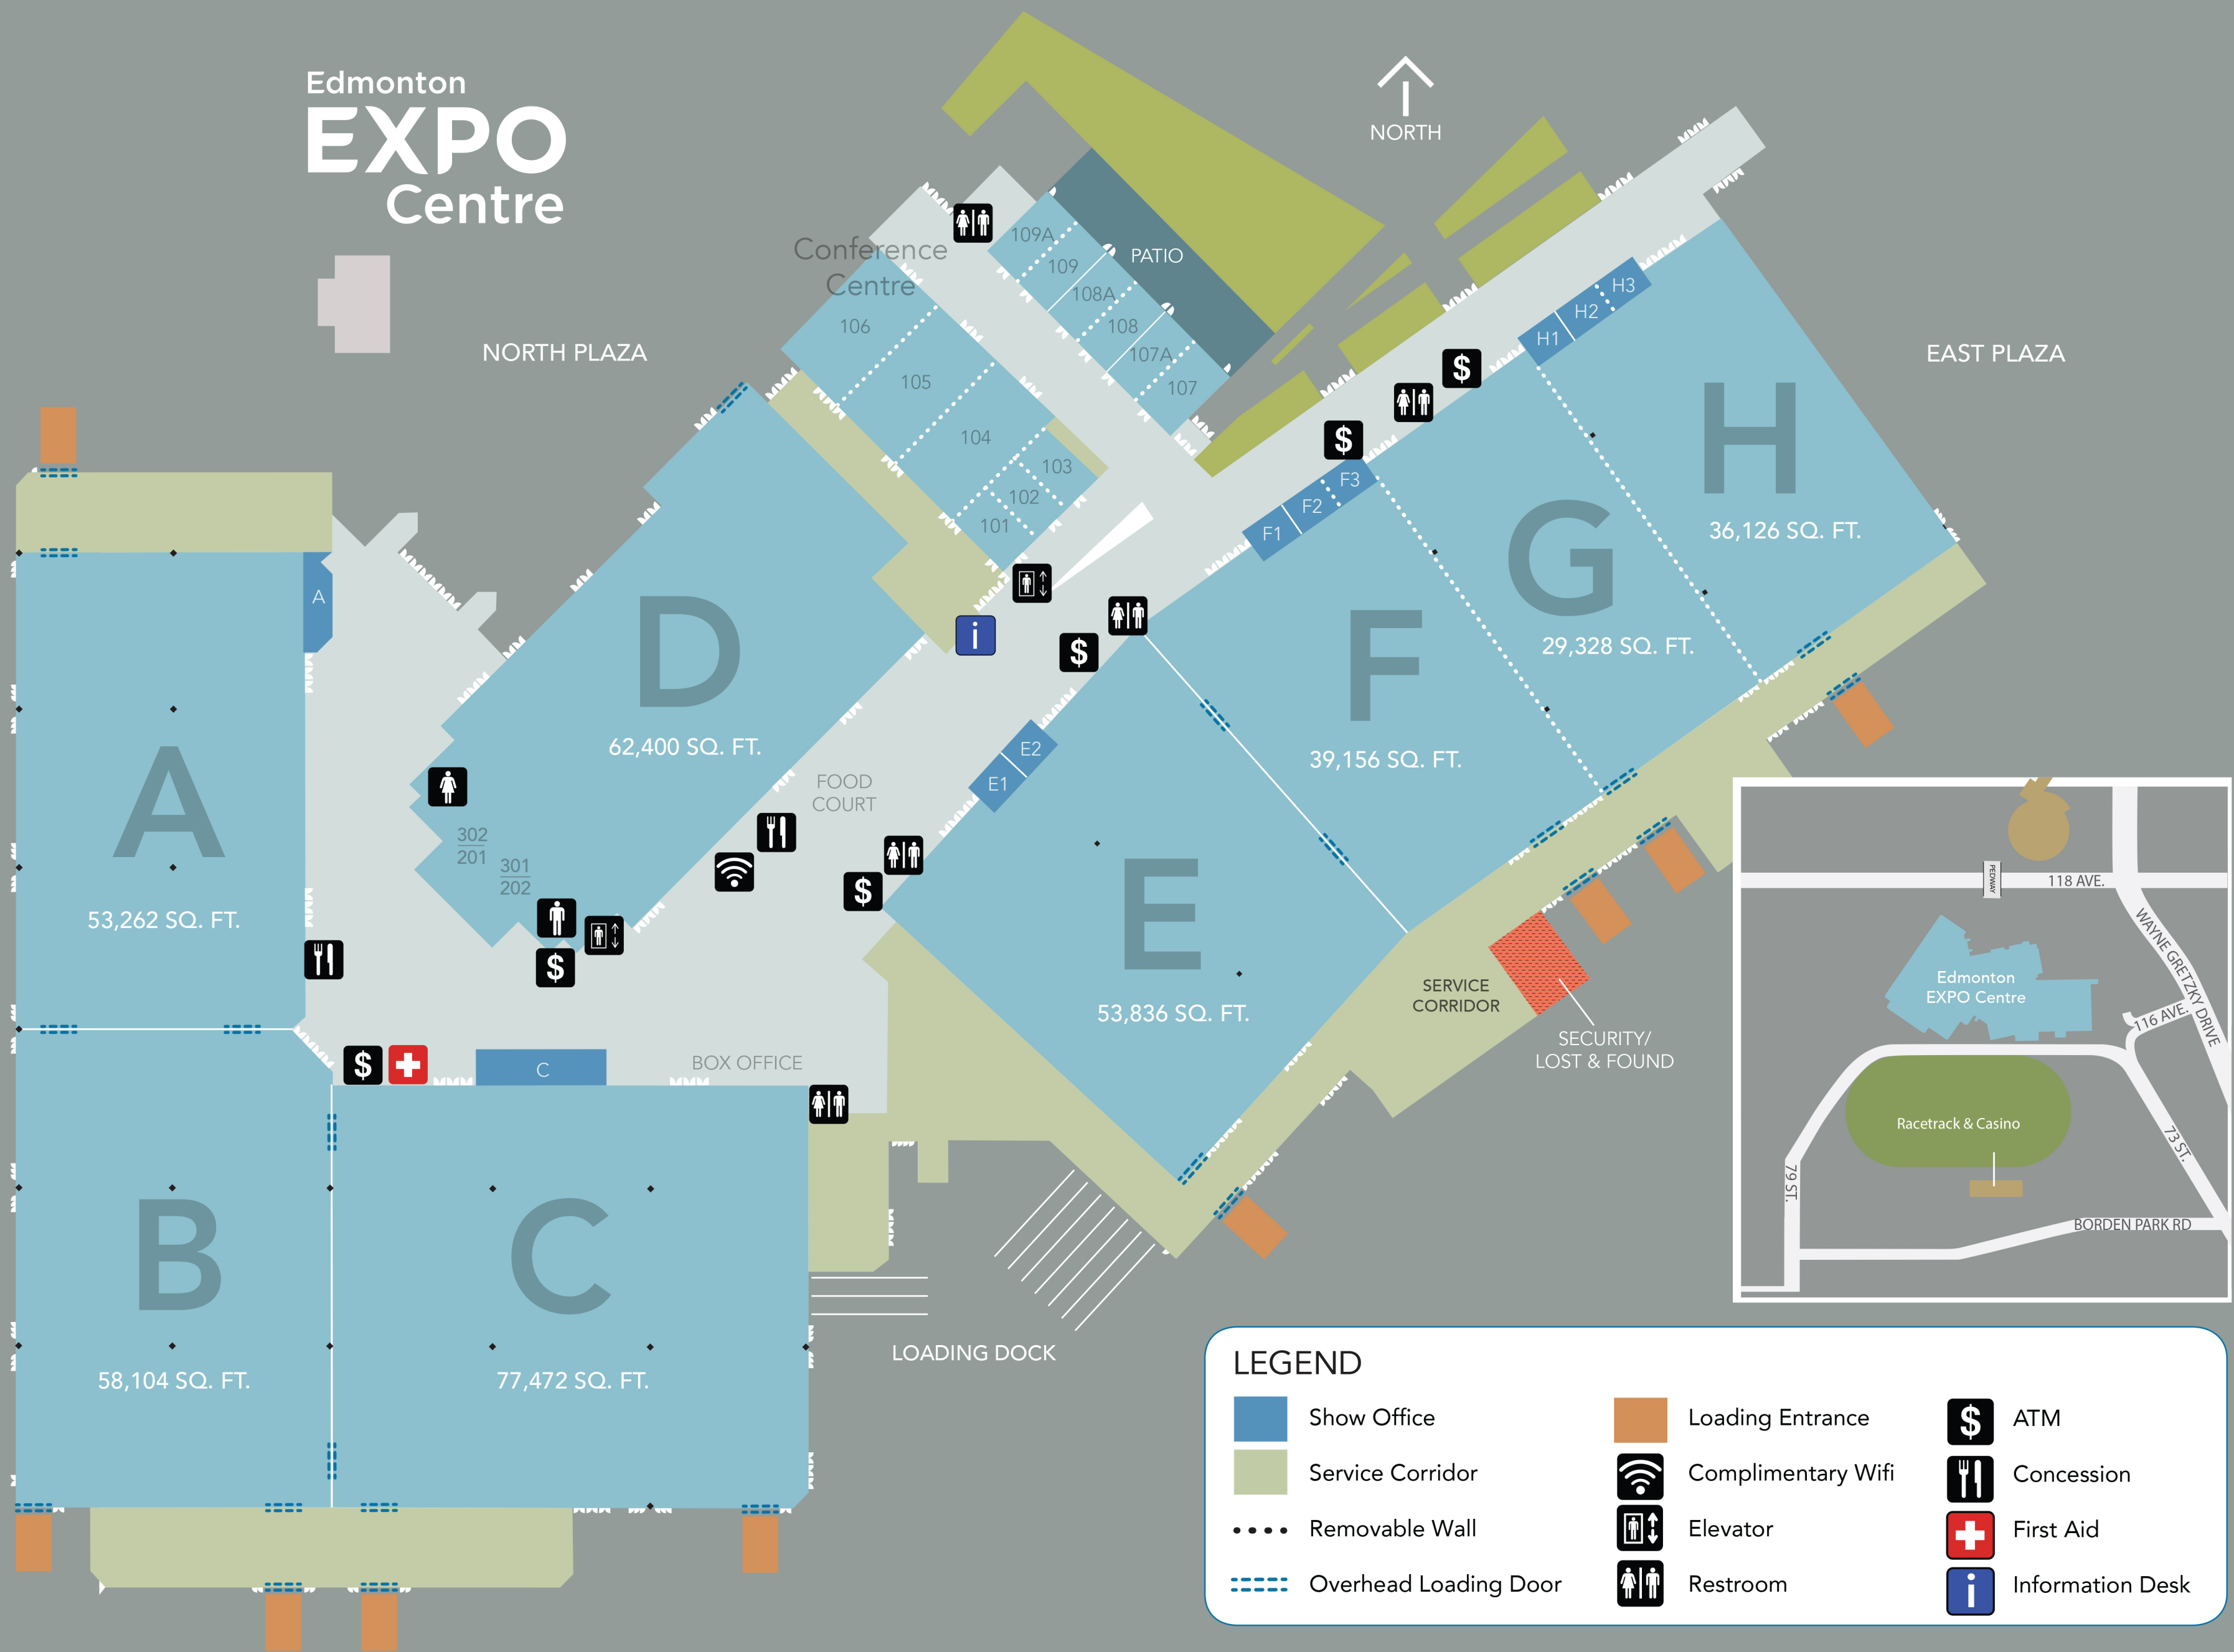 Edmonton
EXPO
Centre
NORTH
Conference
Centre
NORTH PLAZA
EAST PLAZA
PATIO
109A
109
108A
108
107A
107
106
105
104
103
102
101
H1
H2
H3
F1
F2
F3
H
36,126 SQ. FT.
G
29,328 SQ. FT.
F
39,156 SQ. FT.
D
62,400 SQ. FT.
i
$
$
$
A
A
53,262 SQ. FT.
302
201
301
202
FOOD
COURT
E2
E1
$
$
E
53,836 SQ. FT.
SERVICE
CORRIDOR
SECURITY/
LOST & FOUND
$
C
BOX OFFICE
B
58,104 SQ. FT.
C
77,472 SQ. FT.
LOADING DOCK
PEDWAY
118 AVE.
WAYNE GRETZKY DRIVE
Edmonton
EXPO Centre
116 AVE.
Racetrack & Casino
73 ST.
79 ST.
BORDEN PARK RD
LEGEND
Show Office
Service Corridor
Removable Wall
Overhead Loading Door
Loading Entrance
Complimentary Wifi
Elevator
Restroom
$ ATM
Concession
First Aid
i Information Desk